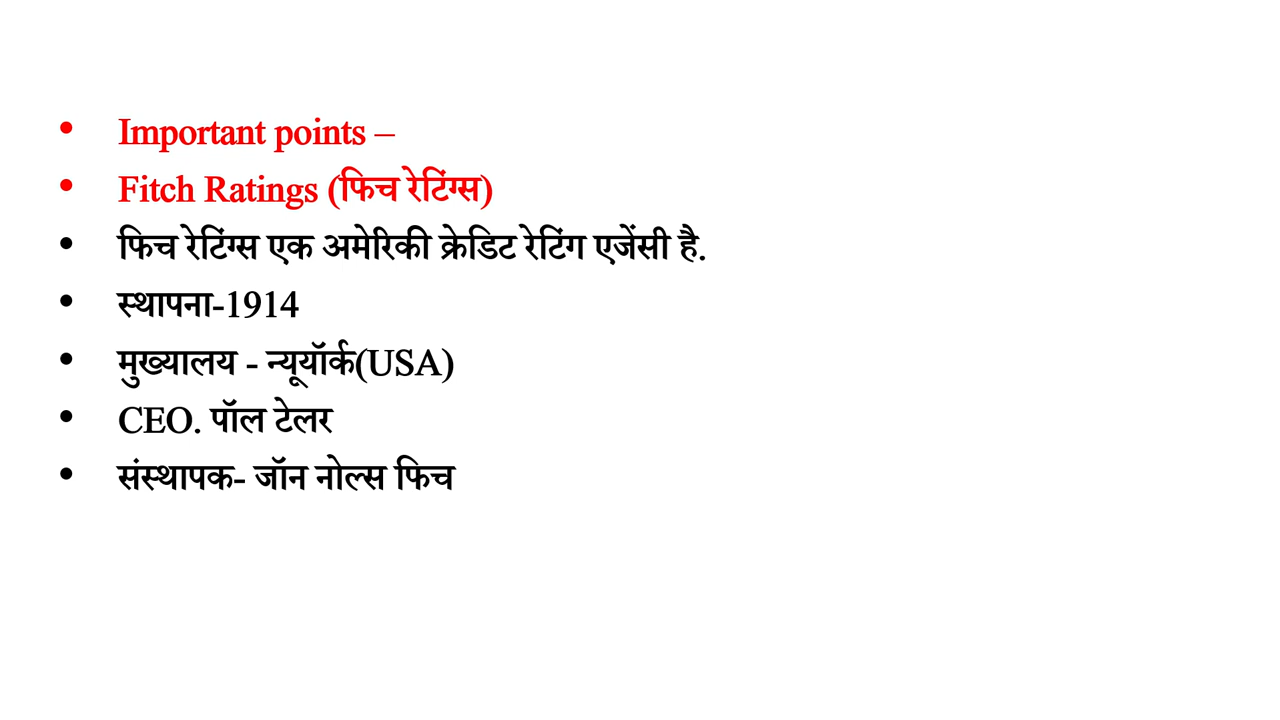 • Important points –
• Fitch Ratings (फिच रेटिंग्स)
• फिच रेटिंग्स एक अमेरिकी क्रेडिट रेटिंग एजेंसी है.
• स्थापना-1914
• मुख्यालय - न्यूयॉर्क(USA)
• CEO. पॉल टेलर
• संस्थापक- जॉन नोल्स फिच